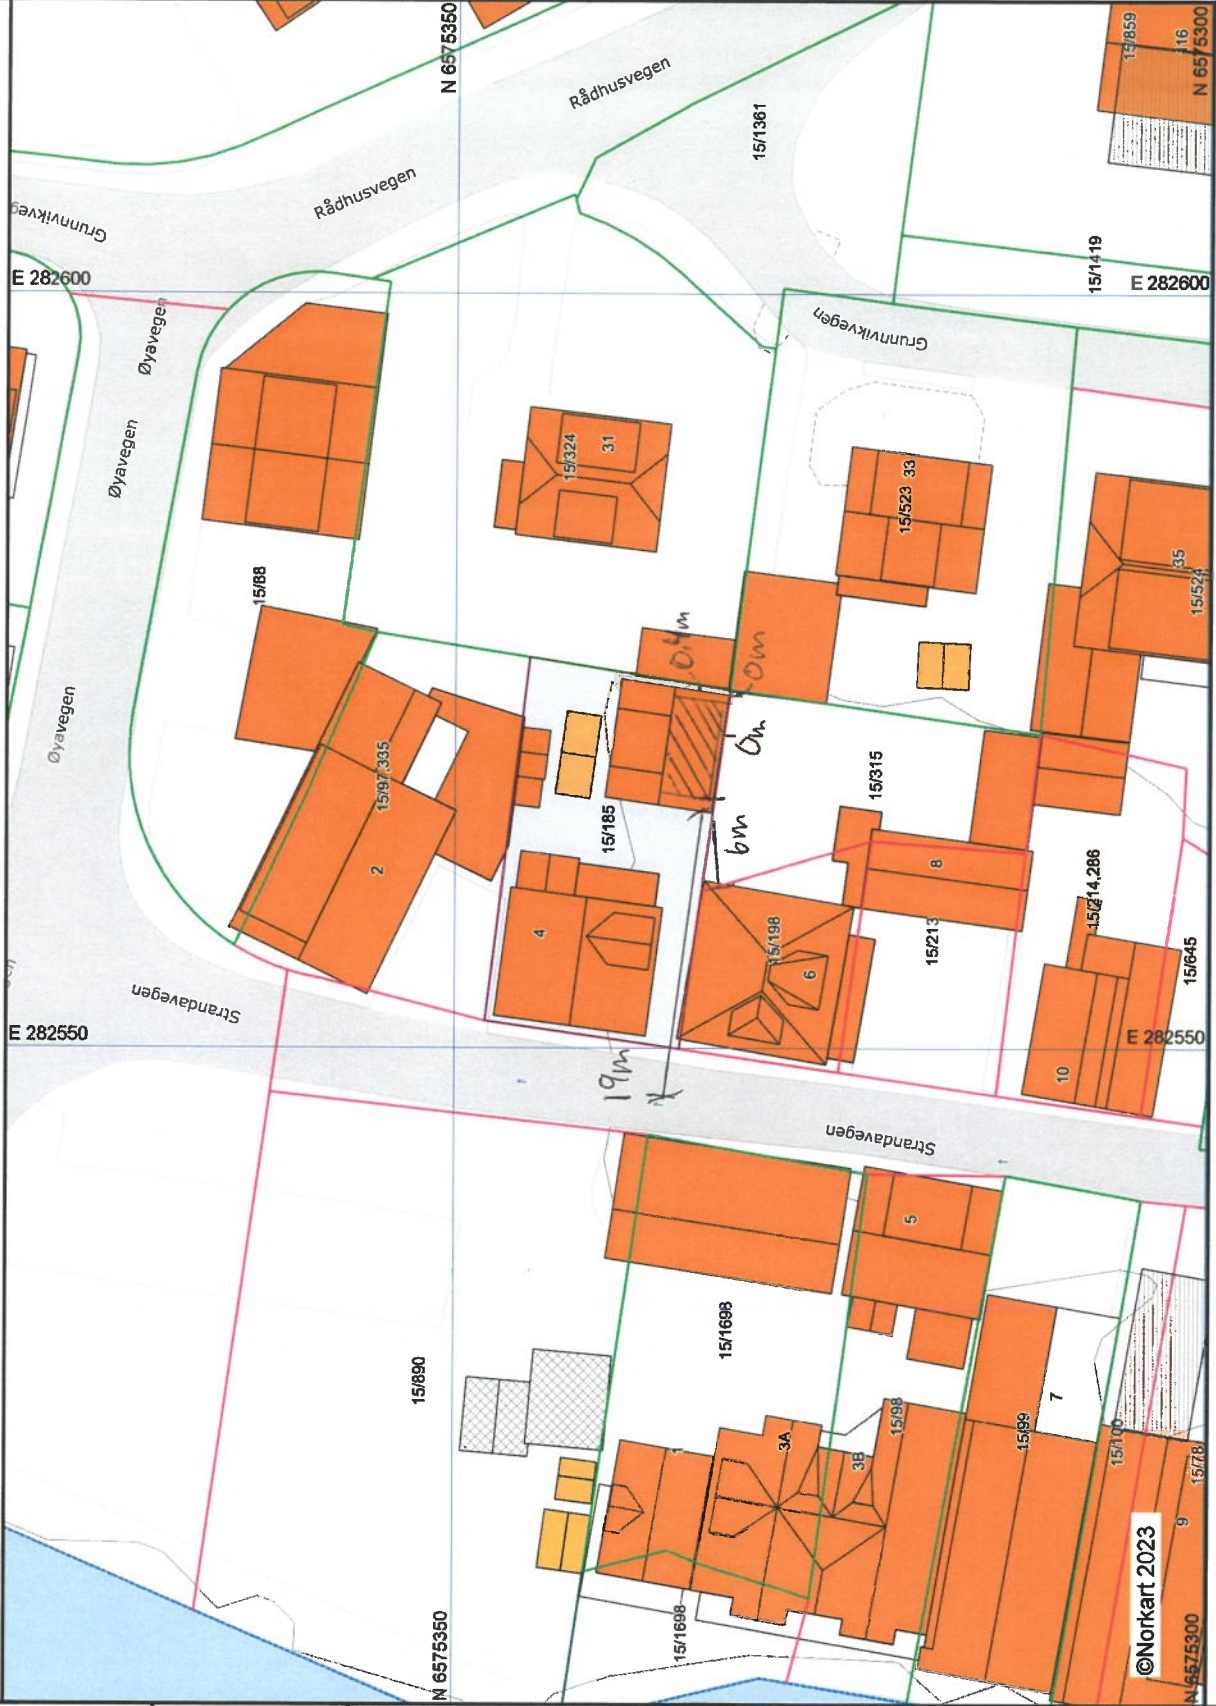 N 6575350
Rådhusvegen
15/859
16
N 6575300
15/1361
Rådhusvegen
E 282600
Øyavegen
15/1419
E 282600
Grunnvikvegen
Øyavegen
15/324
31
15/523
33
35
15/524
15/88
0.4m
0m
0m
Øyavegen
15/97,335
2
15/185
15/315
6m
8
15/214,286
4
15/198
6
15/213
15/645
Strandavegen
E 282550
E 282550
10
19m
Strandavegen
5
15/1698
15/890
7
1
3A
3B
15/98
15/99
15/100
15/78
9
15/1698
©Norkart 2023
N 6575350
N 6575300